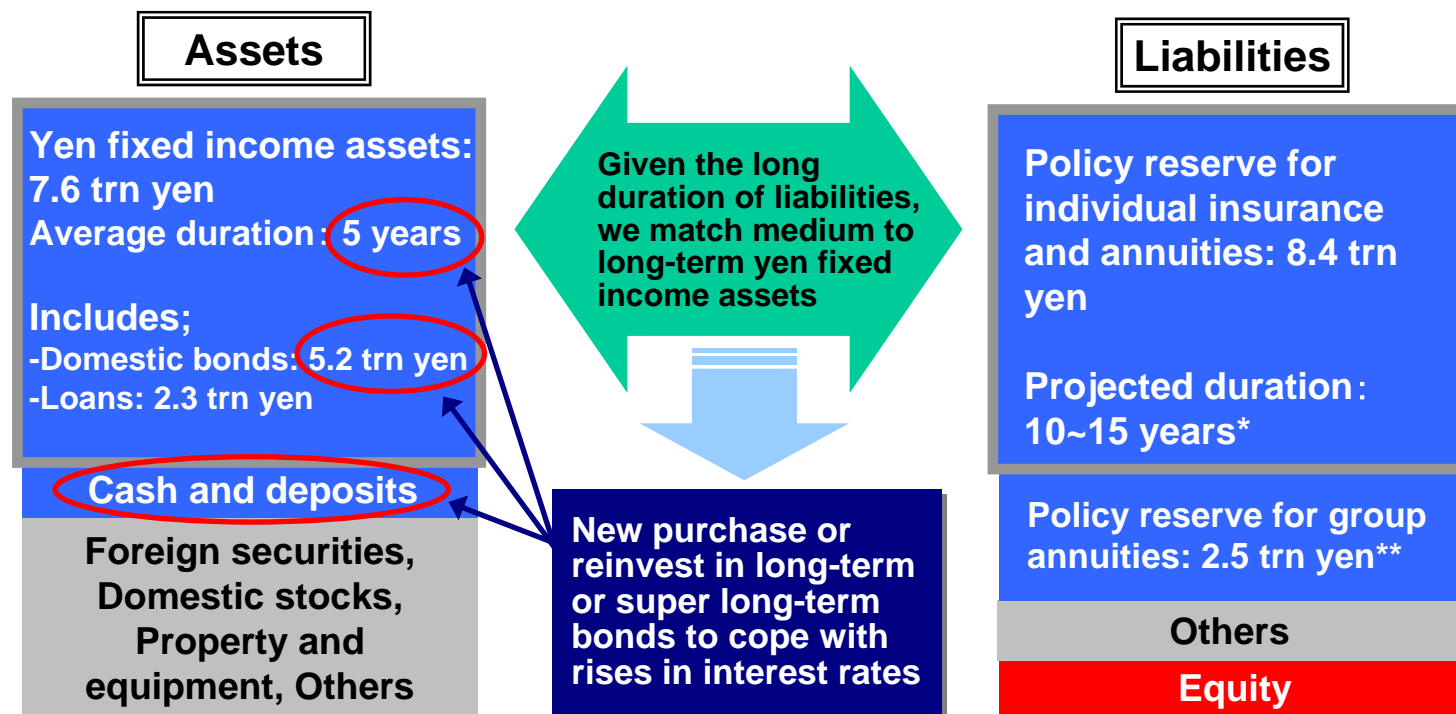 Assets
Yen fixed income assets:
7.6 trn yen
Average duration: 5 years
Includes;
-Domestic bonds: 5.2 trn yen
-Loans: 2.3 trn yen
Cash and deposits
Foreign securities,
Domestic stocks,
Property and
equipment, Others
Given the long
duration of liabilities,
we match medium to
long-term yen fixed
income assets
New purchase or
reinvest in long-term
or super long-term
bonds to cope with
rises in interest rates
Liabilities
Policy reserve for
individual insurance
and annuities: 8.4 trn
yen
Projected duration:
10~15 years*
Policy reserve for group
annuities: 2.5 trn yen**
Others
Equity